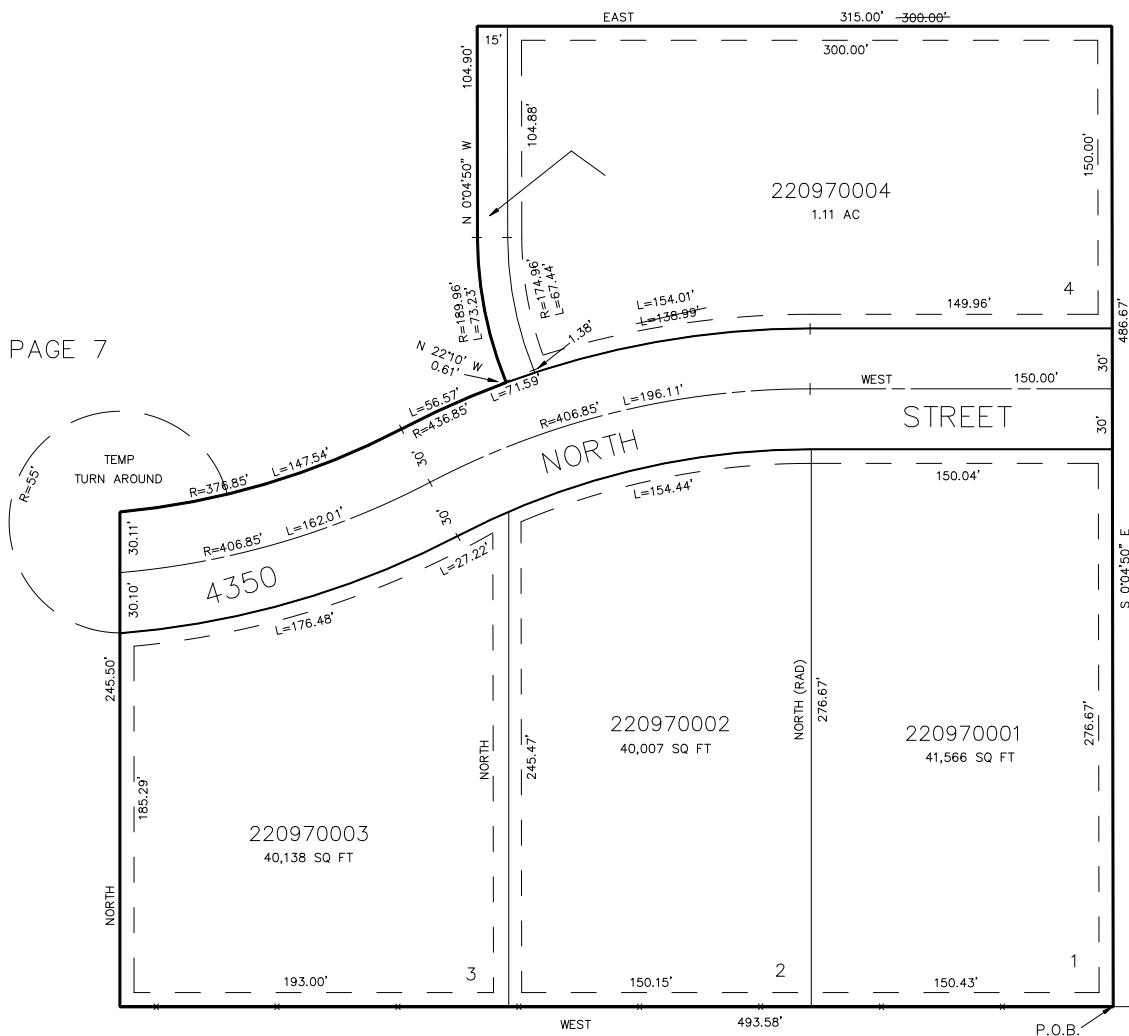 EAST 315.00' 300.00'
15' 300.00'
104.90'
104.88'
150.00'
N 0°04'50" W
220970004
1.11 AC
R=189.96'
L=73.23'
R=174.96'
L=67.44'
L=154.01'
L=138.99'
149.96'
4
486.67'
1.38'
PAGE 7
N 22°10' W
0.61'
L=71.59'
L=56.57'
R=436.85'
30'
WEST 150.00'
R=406.85' L=196.11'
NORTH STREET
30'
TEMP
TURN AROUND
R=55'
L=147.54'
R=376.85'
30'
150.04'
L=154.44'
30.11'
R=406.85' L=162.01'
30'
L=27.22'
4350
30.10'
L=176.48'
S 0°04'50" E
245.50'
NORTH
245.47'
NORTH (RAD)
276.67'
276.67'
220970002
40,007 SQ FT
220970001
41,566 SQ FT
185.29'
220970003
40,138 SQ FT
NORTH
193.00'
3
150.15'
2
150.43'
1
WEST 493.58'
P.O.B.